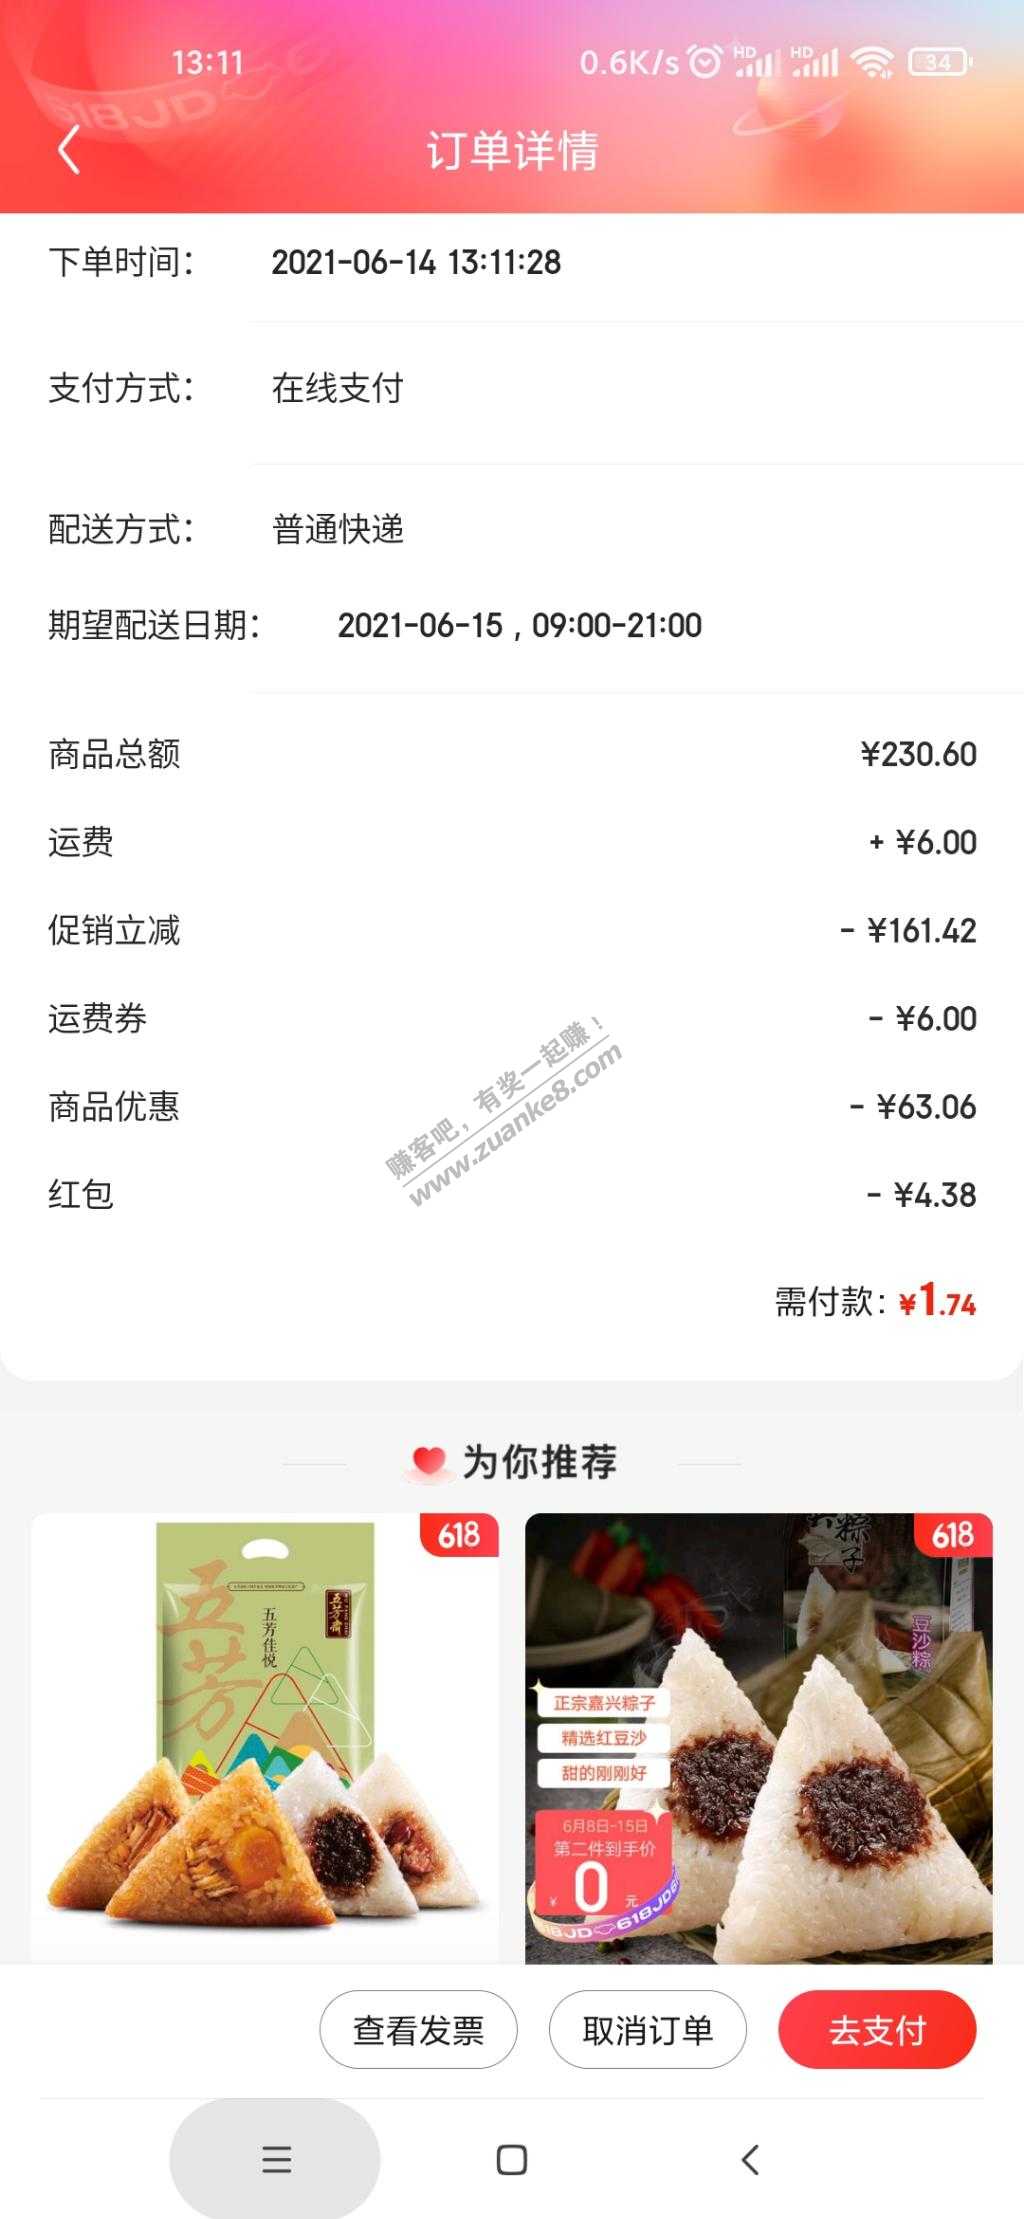 13:11
0.6K/s HD HD 34
618JD
订单详情
下单时间： 2021-06-14 13:11:28
支付方式： 在线支付
配送方式： 普通快递
期望配送日期： 2021-06-15 , 09:00-21:00
商品总额 ¥230.60
运费 + ¥6.00
促销立减 - ¥161.42
运费券 - ¥6.00
商品优惠 - ¥63.06
红包 - ¥4.38
赚客吧，有奖一起赚！
www.zuanke8.com
需付款：¥1.74
为你推荐
618
五芳
五芳佳悦
五芳斋
618
粽子
豆沙粽
正宗嘉兴粽子
精选红豆沙
甜的刚刚好
6月8日-15日
第二件到手价
¥0元
618JD
查看发票
取消订单
去支付